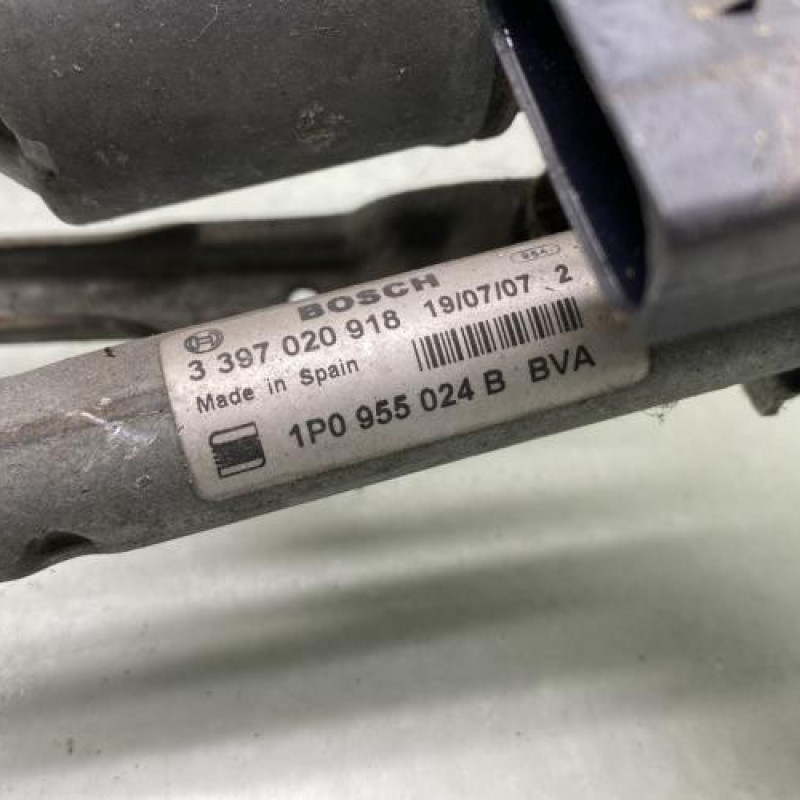 BOSCH
3 397 020 918 19/07/07 2
Made in Spain
1P0 955 024 B BVA